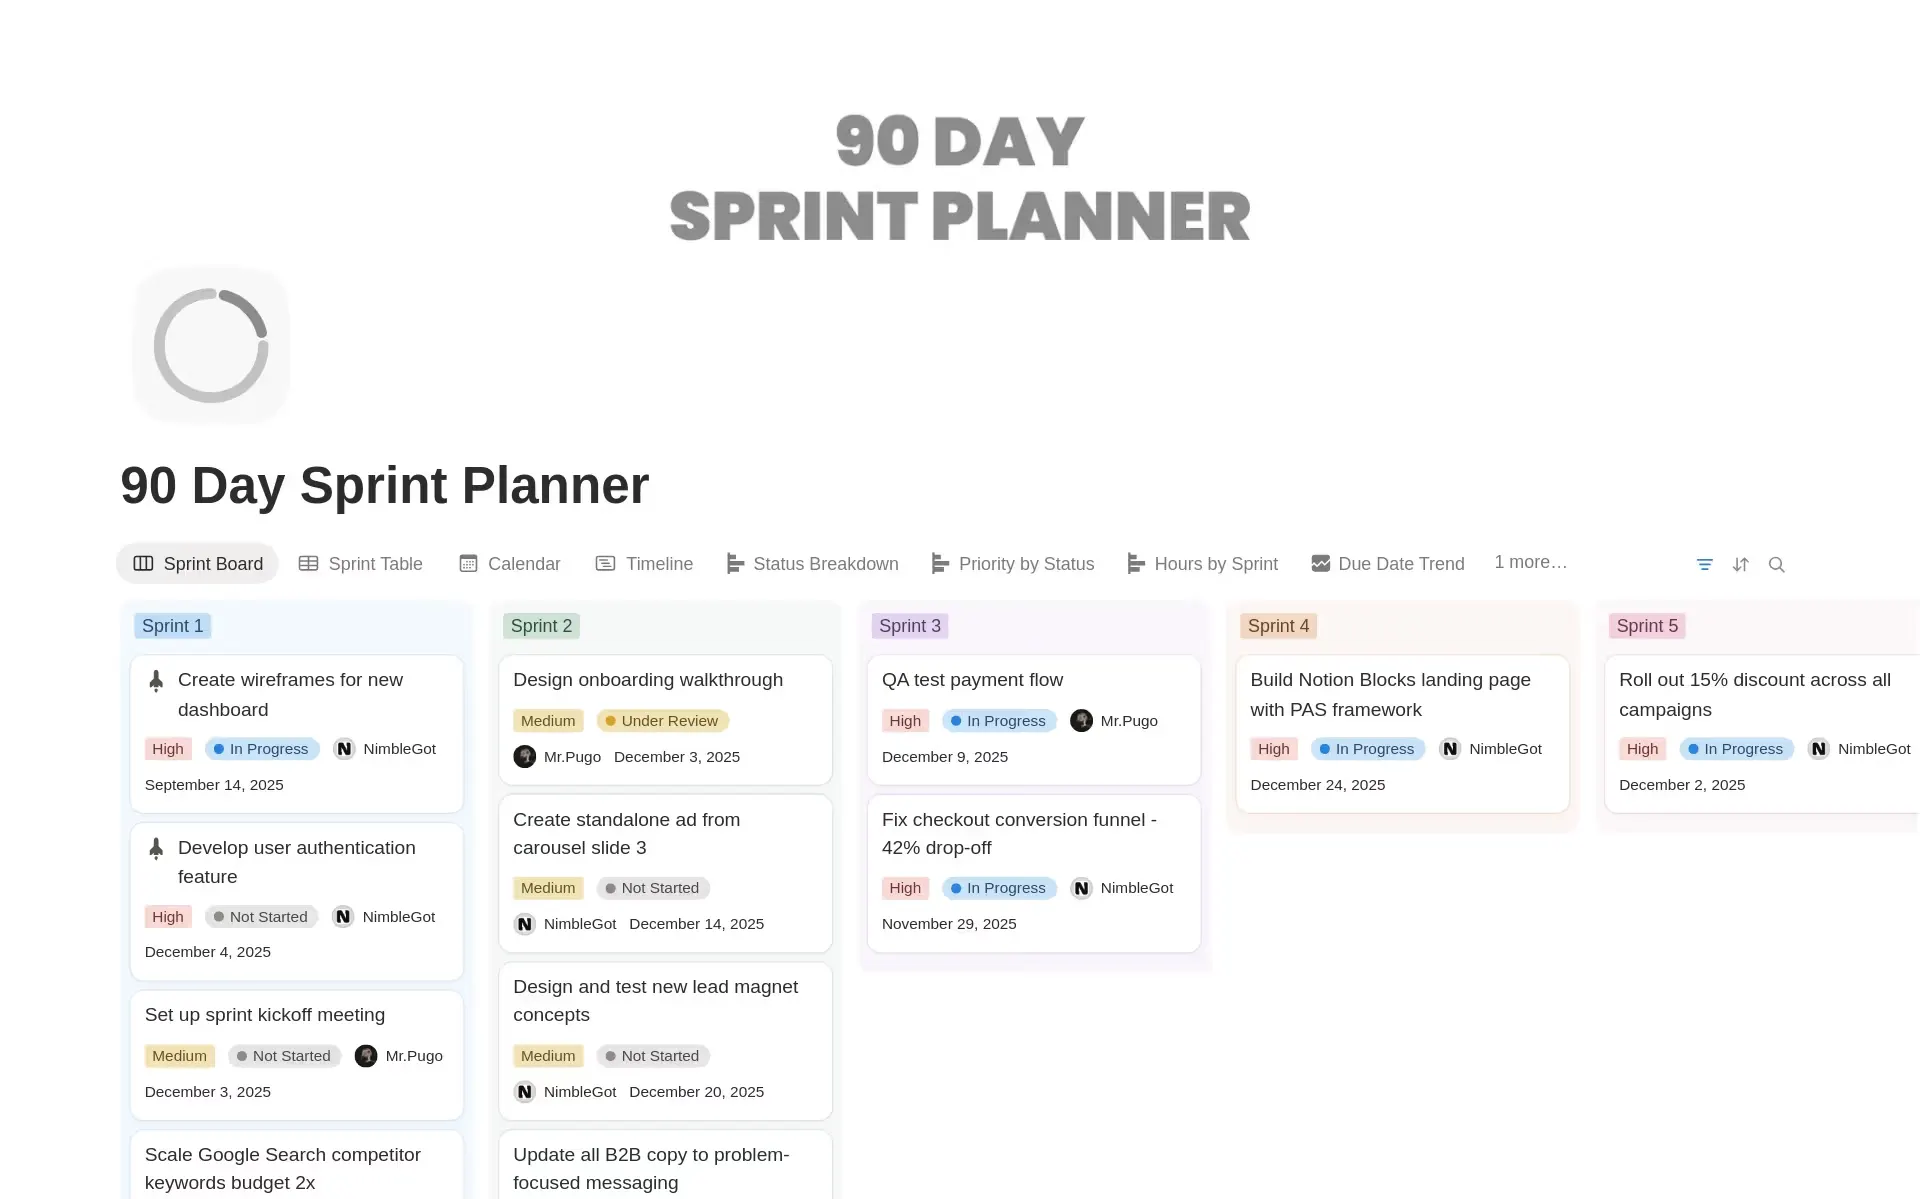 90 DAY
SPRINT PLANNER
90 Day Sprint Planner
Sprint Board
Sprint Table
Calendar
Timeline
Status Breakdown
Priority by Status
Hours by Sprint
Due Date Trend
1 more…
Sprint 1
Create wireframes for new
dashboard
High In Progress N NimbleGot
September 14, 2025
Develop user authentication
feature
High Not Started N NimbleGot
December 4, 2025
Set up sprint kickoff meeting
Medium Not Started Mr.Pugo
December 3, 2025
Scale Google Search competitor
keywords budget 2x
Sprint 2
Design onboarding walkthrough
Medium Under Review
Mr.Pugo December 3, 2025
Create standalone ad from
carousel slide 3
Medium Not Started
N NimbleGot December 14, 2025
Design and test new lead magnet
concepts
Medium Not Started
N NimbleGot December 20, 2025
Update all B2B copy to problem-
focused messaging
Sprint 3
QA test payment flow
High In Progress Mr.Pugo
December 9, 2025
Fix checkout conversion funnel -
42% drop-off
High In Progress N NimbleGot
November 29, 2025
Sprint 4
Build Notion Blocks landing page
with PAS framework
High In Progress N NimbleGot
December 24, 2025
Sprint 5
Roll out 15% discount across all
campaigns
High In Progress N NimbleGot
December 2, 2025